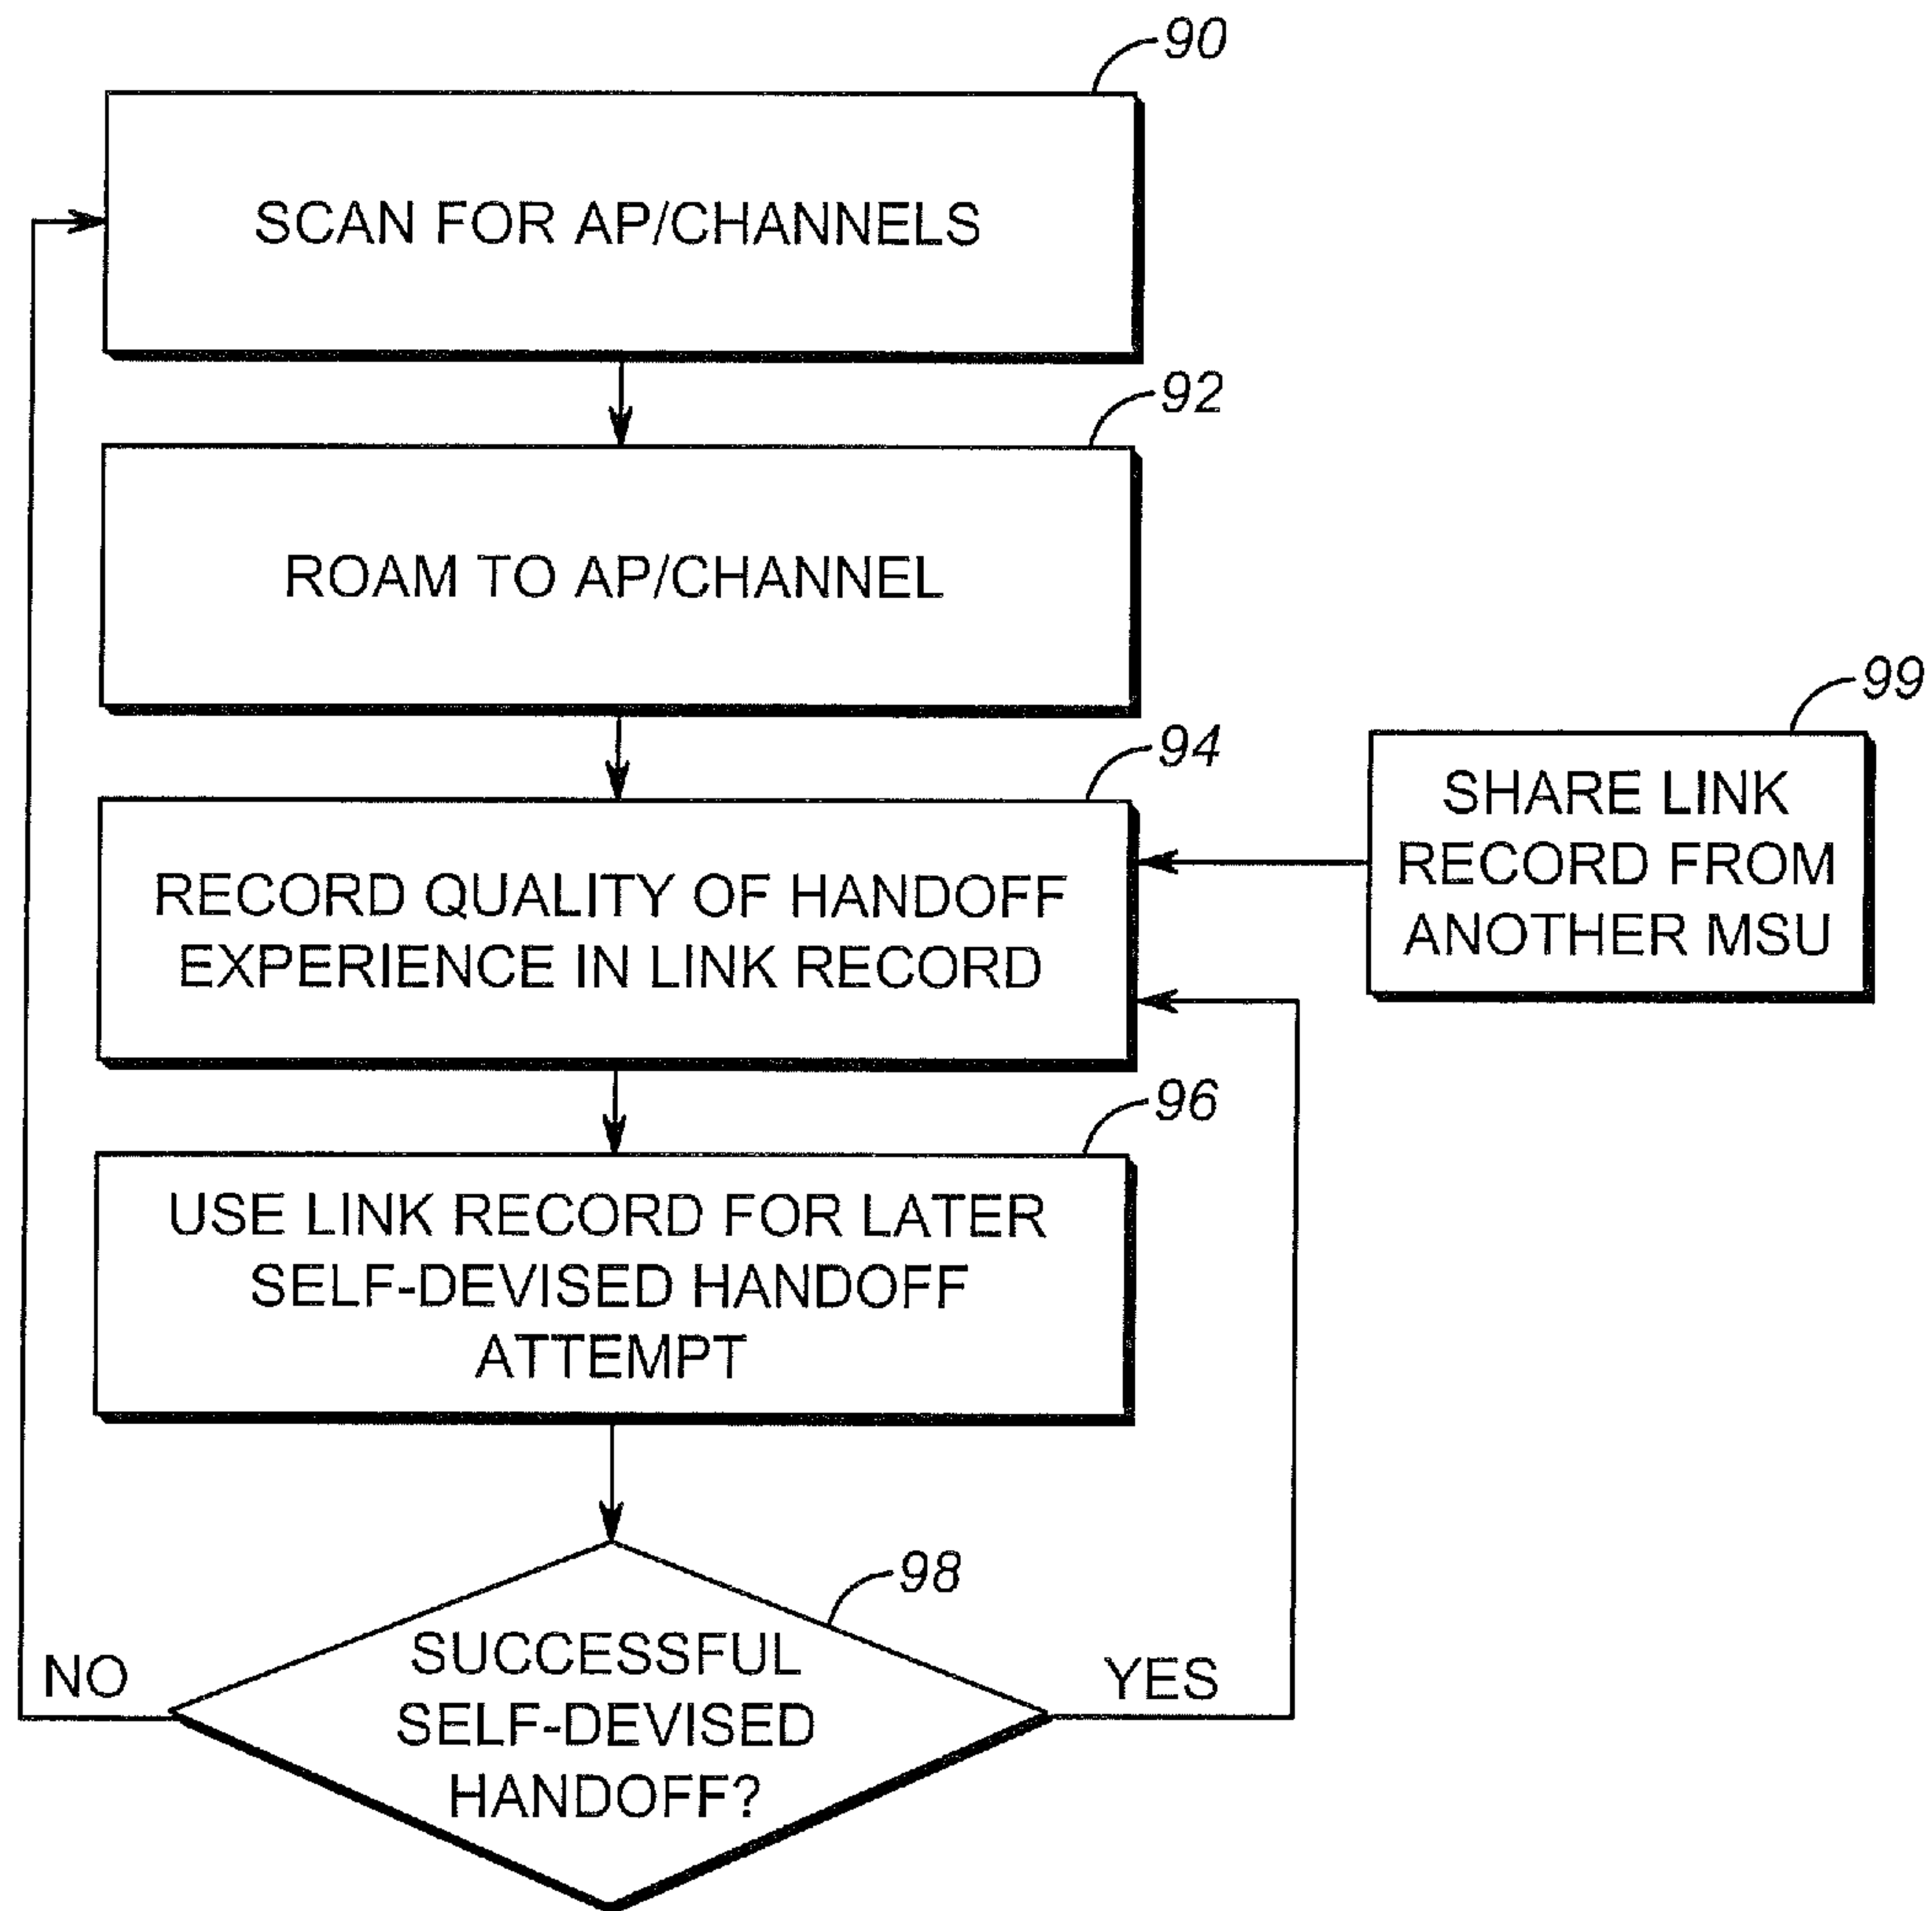 90
SCAN FOR AP/CHANNELS
92
ROAM TO AP/CHANNEL
94
RECORD QUALITY OF HANDOFF
EXPERIENCE IN LINK RECORD
99
SHARE LINK
RECORD FROM
ANOTHER MSU
96
USE LINK RECORD FOR LATER
SELF-DEVISED HANDOFF
ATTEMPT
98
SUCCESSFUL
SELF-DEVISED
HANDOFF?
NO
YES